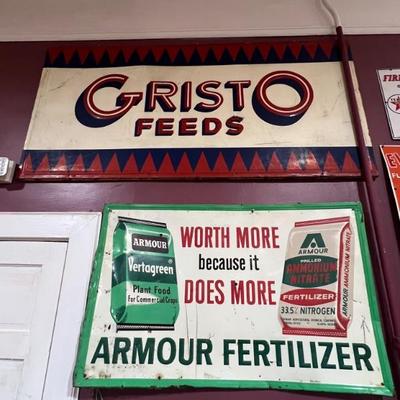 GRISTO
FEEDS
ARMOUR
Vertagreen
Plant Food
For Commercial Crops
WORTH MORE
because it
DOES MORE
ARMOUR
PRILLED
AMMONIUM
NITRATE
FERTILIZER
33.5% NITROGEN
ARMOUR AMMONIUM NITRATE
ARMOUR FERTILIZER